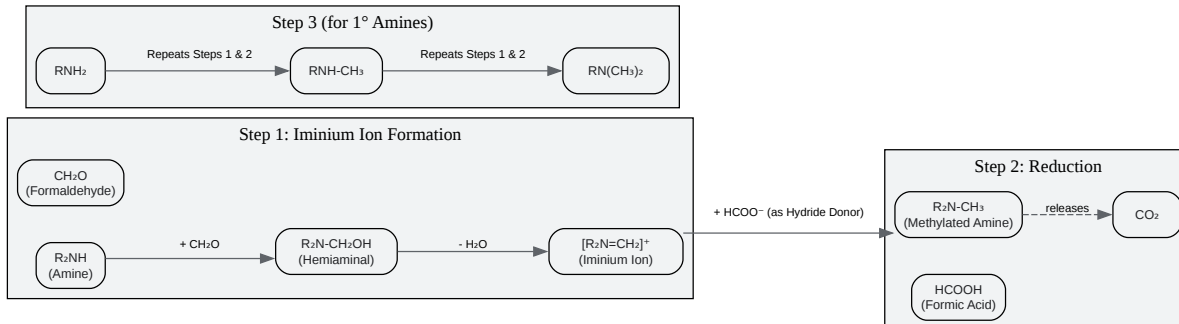 Step 3 (for 1° Amines)
RNH₂
Repeats Steps 1 & 2
RNH-CH₃
Repeats Steps 1 & 2
RN(CH₃)₂
Step 1: Iminium Ion Formation
CH₂O
(Formaldehyde)
R₂NH
(Amine)
+ CH₂O
R₂N-CH₂OH
(Hemiaminal)
- H₂O
[R₂N=CH₂]⁺
(Iminium Ion)
+ HCOO⁻ (as Hydride Donor)
Step 2: Reduction
R₂N-CH₃
(Methylated Amine)
releases
CO₂
HCOOH
(Formic Acid)